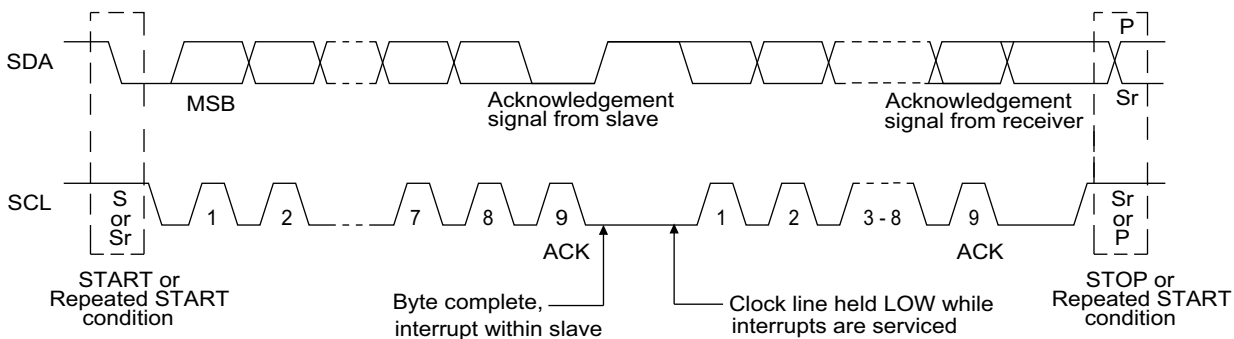 P
SDA
MSB
Acknowledgement
signal from slave
Acknowledgement
signal from receiver
Sr
SCL
S
or
Sr
1
2
7
8
9
ACK
1
2
3 - 8
9
ACK
Sr
or
P
START or
Repeated START
condition
Byte complete,
interrupt within slave
Clock line held LOW while
interrupts are serviced
STOP or
Repeated START
condition